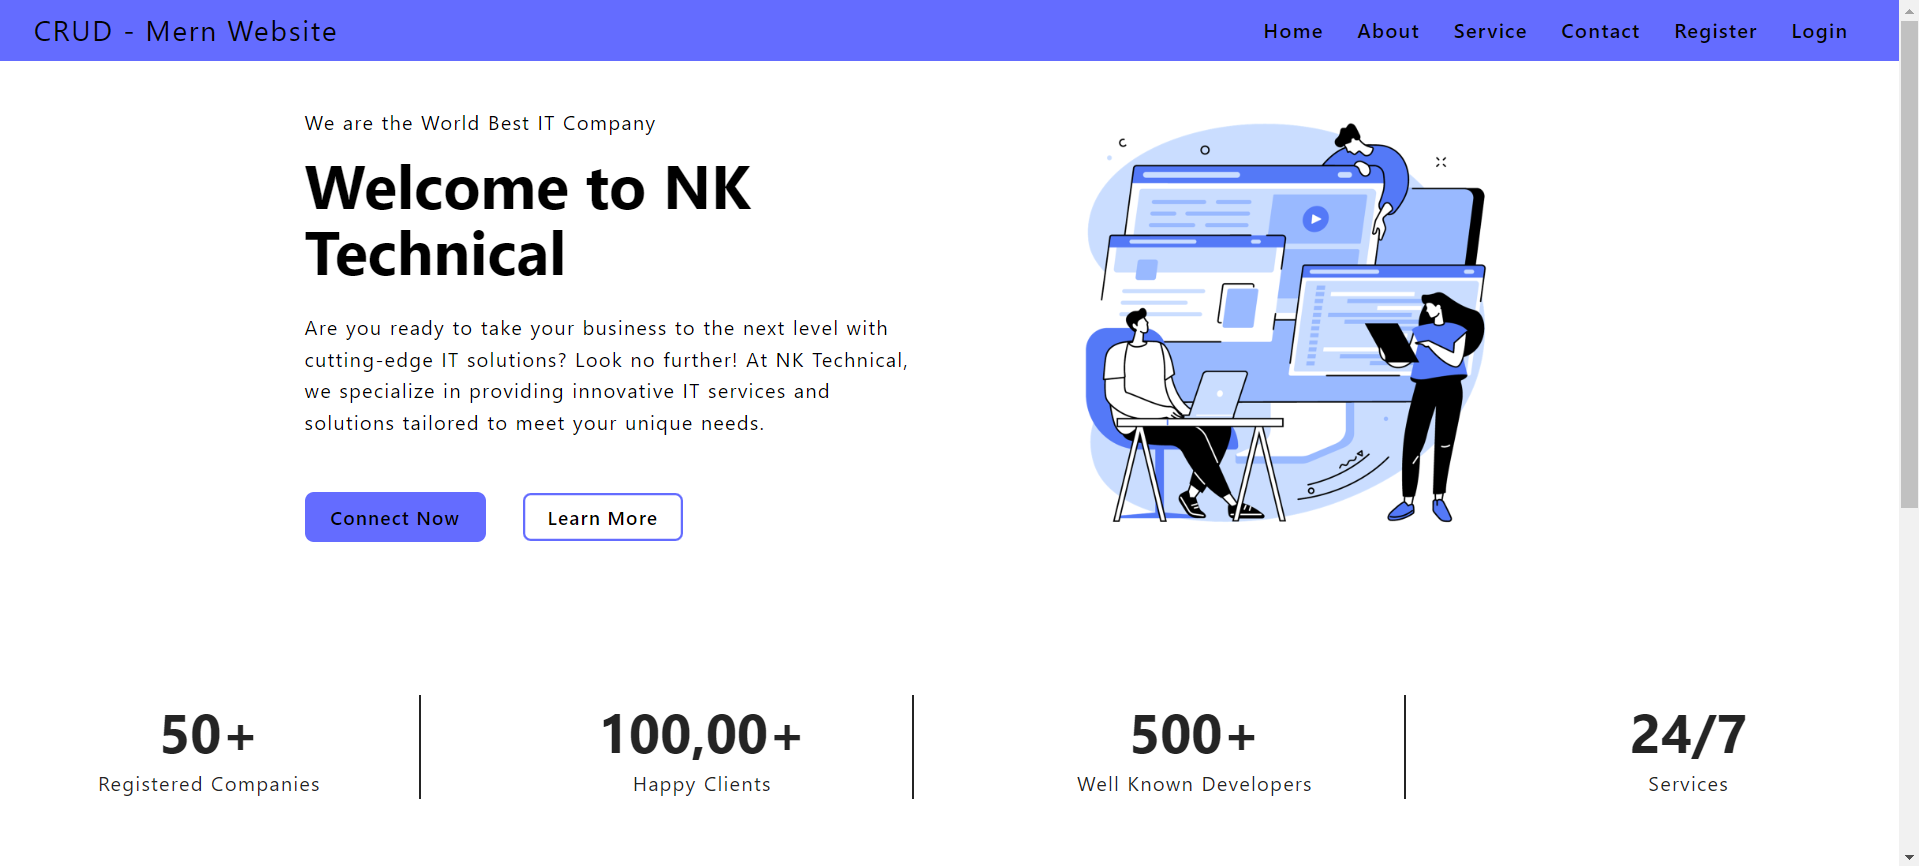 CRUD - Mern Website
Home About Service Contact Register Login
We are the World Best IT Company
Welcome to NK
Technical
Are you ready to take your business to the next level with
cutting-edge IT solutions? Look no further! At NK Technical,
we specialize in providing innovative IT services and
solutions tailored to meet your unique needs.
Connect Now
Learn More
50+
Registered Companies
100,00+
Happy Clients
500+
Well Known Developers
24/7
Services